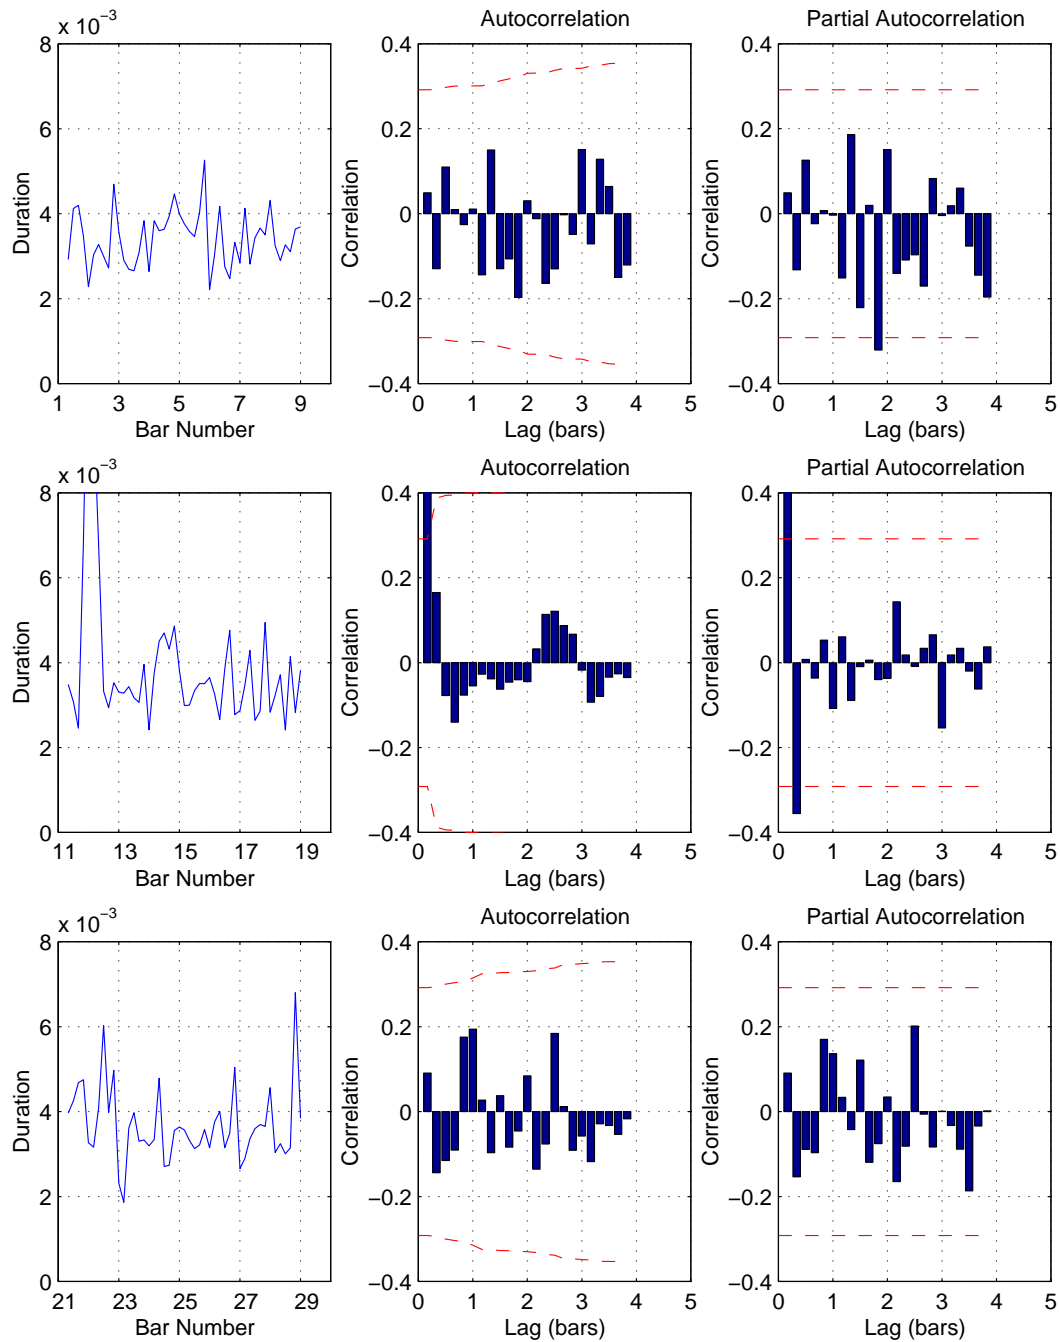 x 10⁻³ Autocorrelation Partial Autocorrelation
8 0.4 0.4
6 0.2 0.2
Duration 4 Correlation 0 Correlation 0
2 −0.2 −0.2
0 −0.4 −0.4
1 3 5 7 9 0 1 2 3 4 5 0 1 2 3 4 5
Bar Number Lag (bars) Lag (bars)
x 10⁻³ Autocorrelation Partial Autocorrelation
8 0.4 0.4
6 0.2 0.2
Duration 4 Correlation 0 Correlation 0
2 −0.2 −0.2
0 −0.4 −0.4
11 13 15 17 19 0 1 2 3 4 5 0 1 2 3 4 5
Bar Number Lag (bars) Lag (bars)
x 10⁻³ Autocorrelation Partial Autocorrelation
8 0.4 0.4
6 0.2 0.2
Duration 4 Correlation 0 Correlation 0
2 −0.2 −0.2
0 −0.4 −0.4
21 23 25 27 29 0 1 2 3 4 5 0 1 2 3 4 5
Bar Number Lag (bars) Lag (bars)